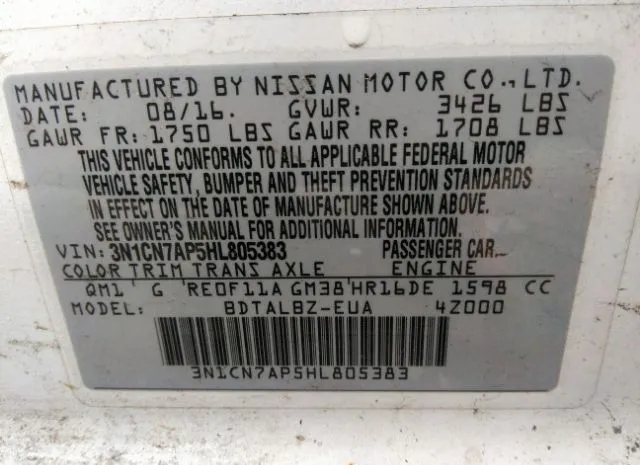 MANUFACTURED BY NISSAN MOTOR CO., LTD.
DATE: 08/16. GVWR: 3426 LBS
GAWR FR: 1750 LBS GAWR RR: 1708 LBS
THIS VEHICLE CONFORMS TO ALL APPLICABLE FEDERAL MOTOR
VEHICLE SAFETY, BUMPER AND THEFT PREVENTION STANDARDS
IN EFFECT ON THE DATE OF MANUFACTURE SHOWN ABOVE.
SEE OWNER'S MANUAL FOR ADDITIONAL INFORMATION.
VIN: 3N1CN7AP5HL805383 PASSENGER CAR
COLOR TRIM TRANS AXLE ENGINE
QM1 G RE0F11A GM38 HR16DE 1598 CC
MODEL: BDTALBZ-EUA 4Z000
3N1CN7AP5HL805383